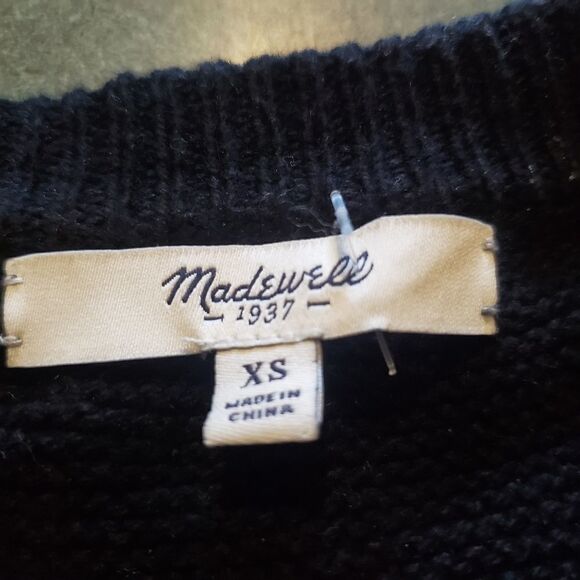 Madewell
- 1937 -
XS
MADE IN
CHINA